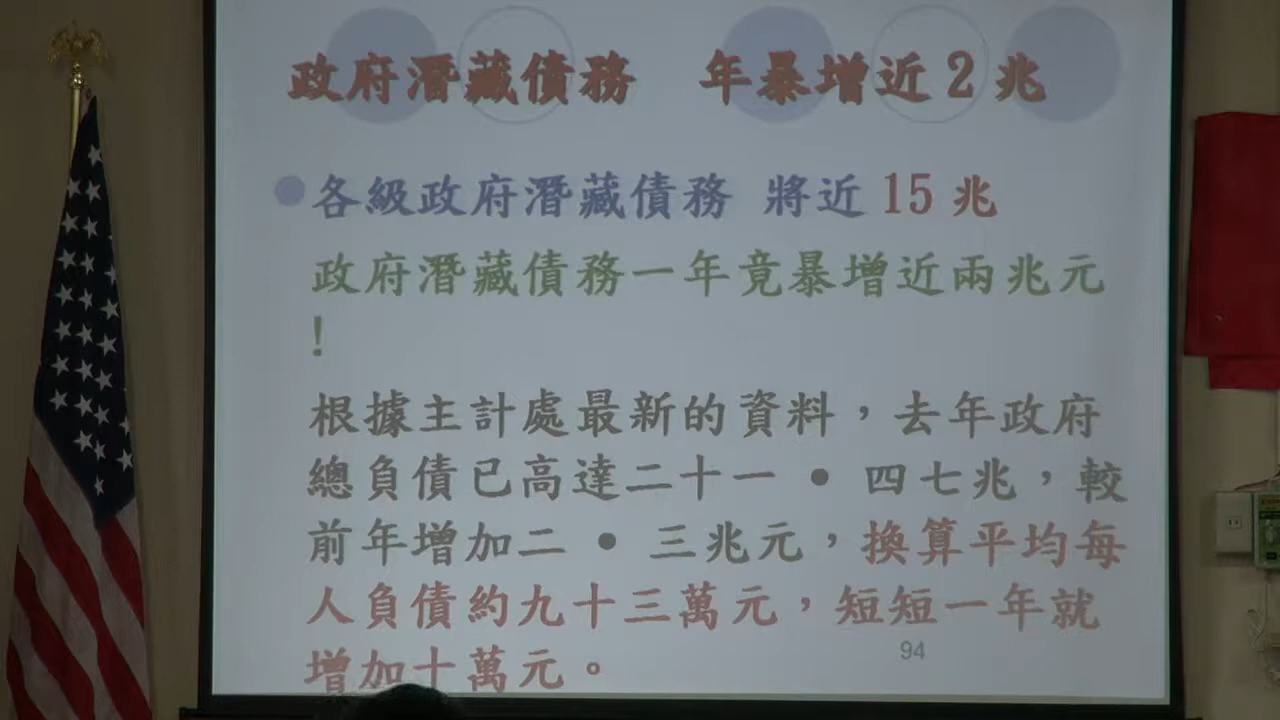 政府潛藏債務 年暴增近2兆
各級政府潛藏債務 將近15兆
政府潛藏債務一年竟暴增近兩兆元
!
根據主計處最新的資料，去年政府
總負債已高達二十一•四七兆，較
前年增加二•三兆元，換算平均每
人負債約九十三萬元，短短一年就
增加十萬元。
94